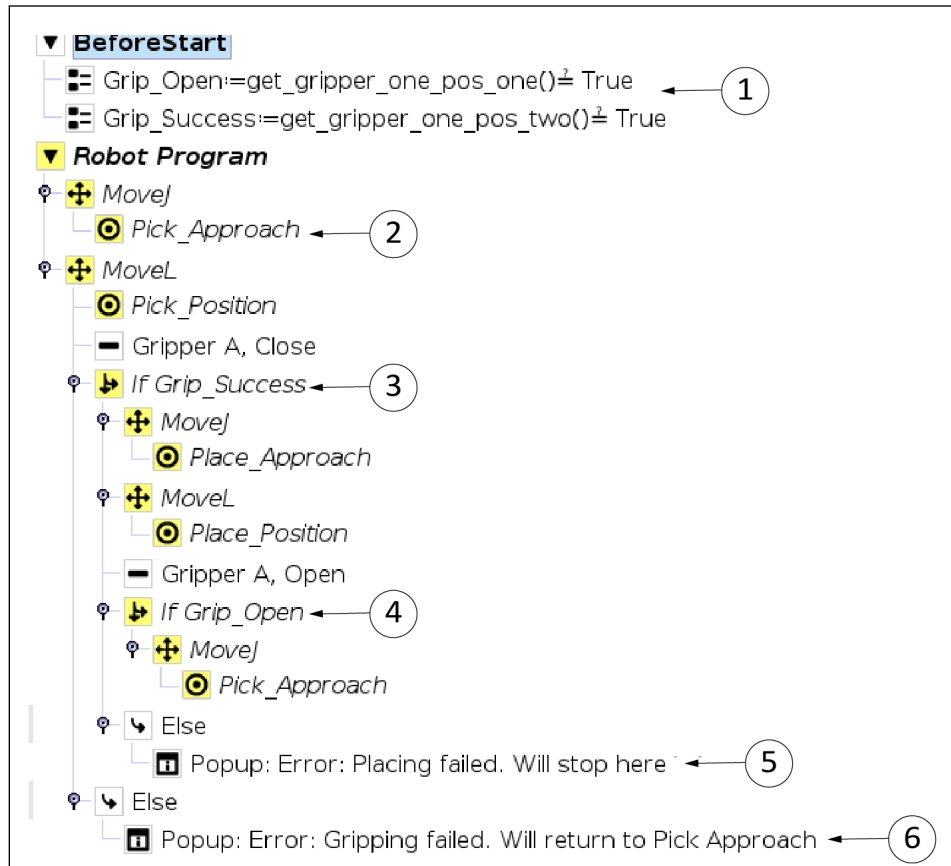 BeforeStart
Grip_Open:=get_gripper_one_pos_one()≟ True
1
Grip_Success:=get_gripper_one_pos_two()≟ True
Robot Program
MoveJ
Pick_Approach
2
MoveL
Pick_Position
Gripper A, Close
If Grip_Success
3
MoveJ
Place_Approach
MoveL
Place_Position
Gripper A, Open
If Grip_Open
4
MoveJ
Pick_Approach
Else
Popup: Error: Placing failed. Will stop here
5
Else
Popup: Error: Gripping failed. Will return to Pick Approach
6